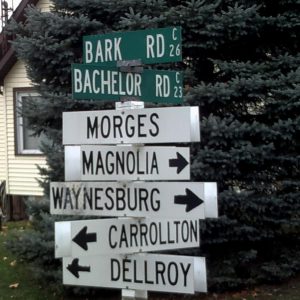 BARK RD C 26
BACHELOR RD C 23
MORGES
MAGNOLIA
WAYNESBURG
CARROLLTON
DELLROY